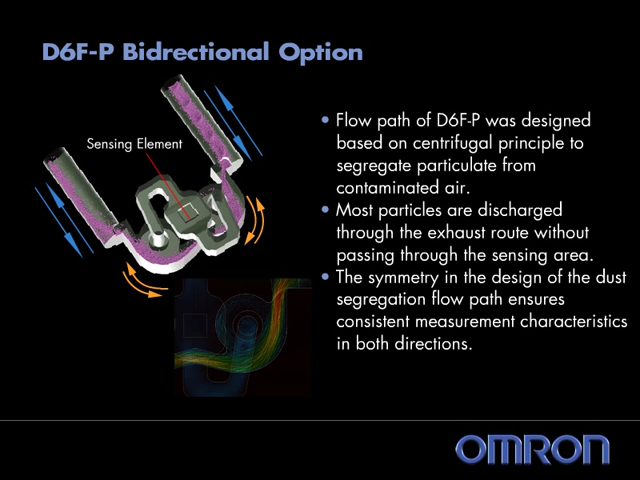 D6F-P Bidrectional Option
Sensing Element
• Flow path of D6F-P was designed
based on centrifugal principle to
segregate particulate from
contaminated air.
• Most particles are discharged
through the exhaust route without
passing through the sensing area.
• The symmetry in the design of the dust
segregation flow path ensures
consistent measurement characteristics
in both directions.
OMRON